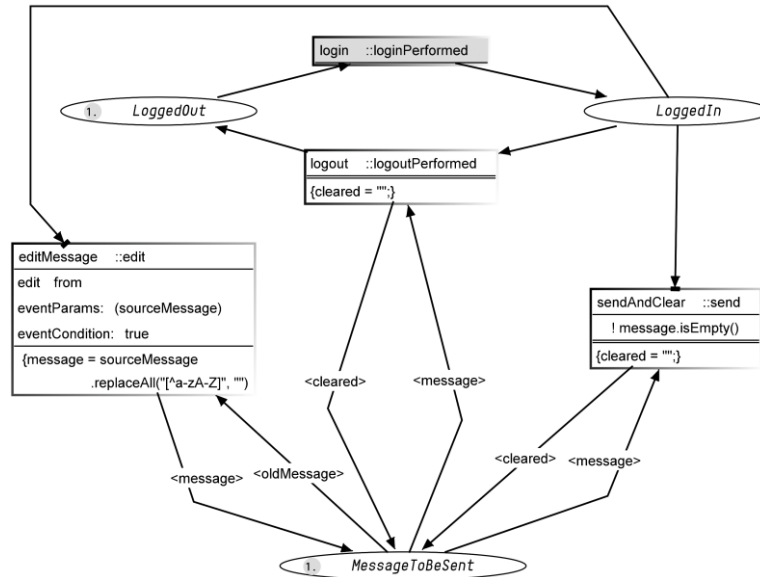 login ::loginPerformed
1. LoggedOut
LoggedIn
logout ::logoutPerformed
{cleared = "";}
editMessage ::edit
edit from
eventParams: (sourceMessage)
eventCondition: true
{message = sourceMessage
.replaceAll("[^a-zA-Z]", "")
sendAndClear ::send
! message.isEmpty()
{cleared = "";}
<cleared>
<message>
<message>
<oldMessage>
<cleared>
<message>
1. MessageToBeSent